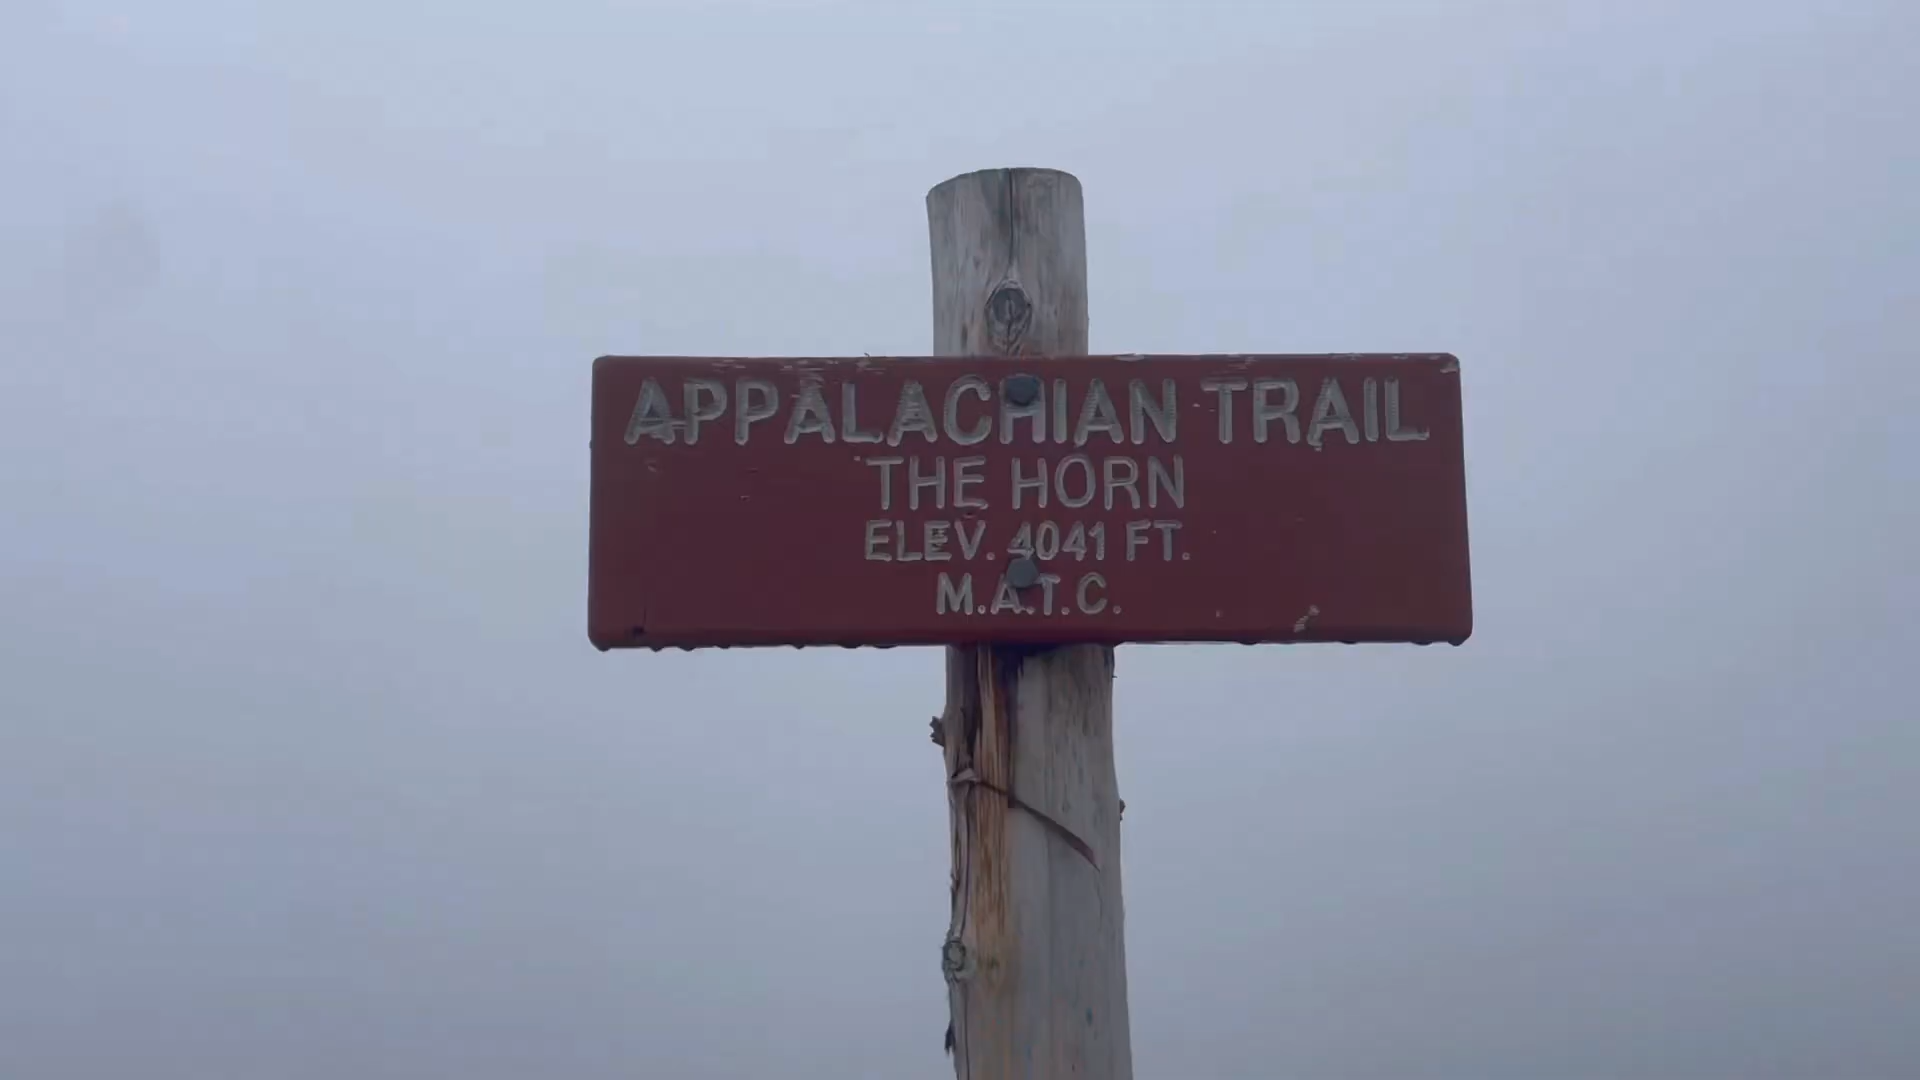 APPALACHIAN TRAIL
THE HORN
ELEV. 4041 FT.
M.A.T.C.